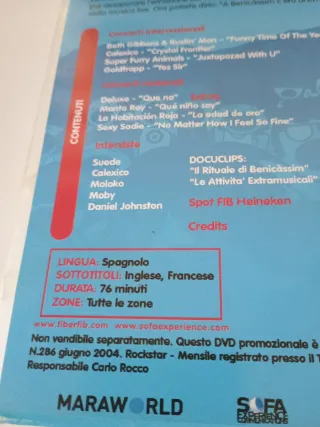 Concerti Internazionali
Beth Gibbons & Rustin' Man - "Funny Time Of The Yea
Calexico - "Crystal Frontier"
Super Furry Animals - "Juxtapozed With U"
Goldfrapp - "Yes Sir"
Deluxe - "Que no"
Manta Ray - "Qué niño soy"
La Habitación Roja - "La edad de oro"
Sexy Sadie - "No Matter How I Feel So Fine"
CONTENUTI
Interviste
Suede
Calexico
Moloko
Moby
Daniel Johnston
DOCUCLIPS:
"Il Rituale di Benicàssim"
"Le Attivita' Extramusicali"
Spot FIB Heineken
Credits
LINGUA: Spagnolo
SOTTOTITOLI: Inglese, Francese
DURATA: 76 minuti
ZONE: Tutte le zone
www.fiberfib.com www.sofaexperience.com
Non vendibile separatamente. Questo DVD promozionale è
N.286 giugno 2004. Rockstar - Mensile registrato presso il T
Responsabile Carlo Rocco
MARAWORLD
SOFA
EXPERIENCE